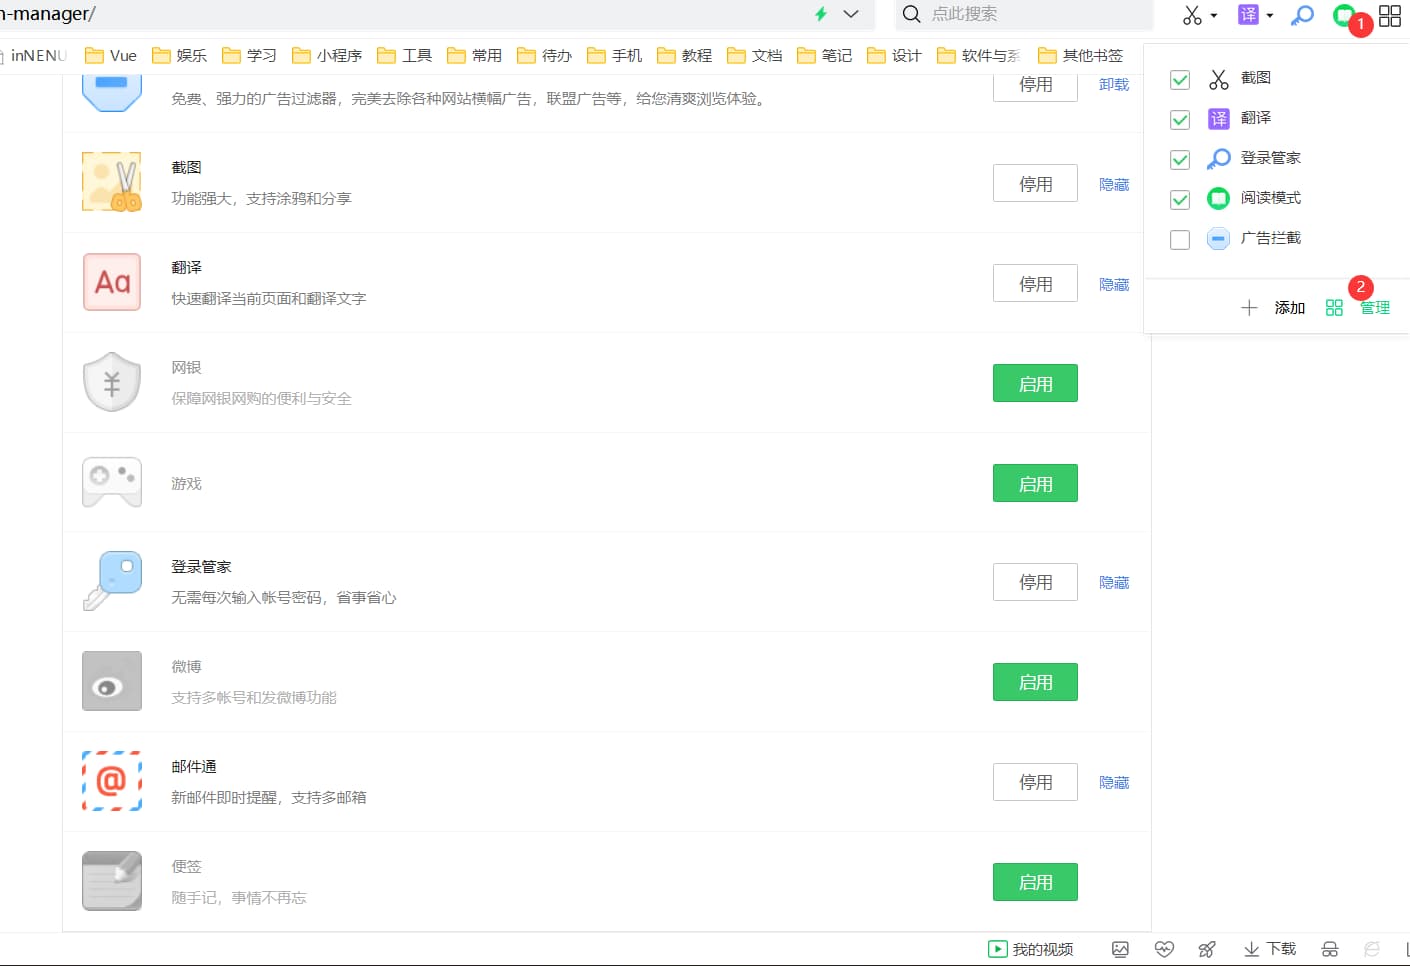 n-manager/
点此搜索
译
1
inNENU
Vue
娱乐
学习
小程序
工具
常用
待办
手机
教程
文档
笔记
设计
软件与系
其他书签
免费、强力的广告过滤器，完美去除各种网站横幅广告，联盟广告等，给您清爽浏览体验。
停用
卸载
截图
功能强大，支持涂鸦和分享
停用
隐藏
Aa
翻译
快速翻译当前页面和翻译文字
停用
隐藏
¥
网银
保障网银网购的便利与安全
启用
游戏
启用
登录管家
无需每次输入帐号密码，省事省心
停用
隐藏
微博
支持多帐号和发微博功能
启用
@
邮件通
新邮件即时提醒，支持多邮箱
停用
隐藏
便签
随手记，事情不再忘
启用
截图
译
翻译
登录管家
阅读模式
广告拦截
添加
2
管理
我的视频
下载